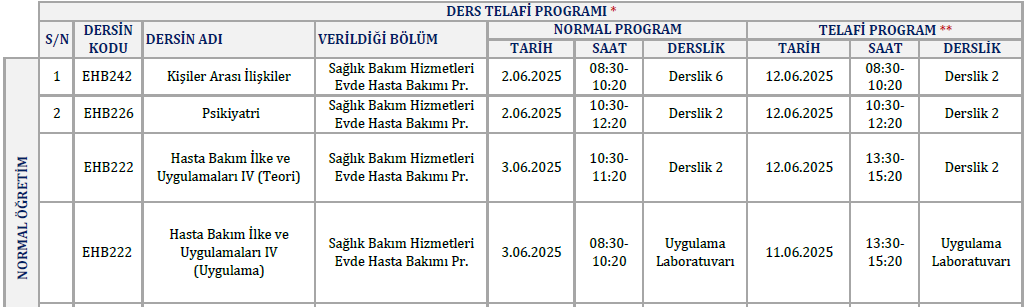 DERS TELAFİ PROGRAMI *
S/N DERSİN KODU DERSİN ADI VERİLDİĞİ BÖLÜM NORMAL PROGRAM TELAFİ PROGRAM **
TARİH SAAT DERSLİK TARİH SAAT DERSLİK
NORMAL ÖĞRETİM
1 EHB242 Kişiler Arası İlişkiler Sağlık Bakım Hizmetleri Evde Hasta Bakımı Pr. 2.06.2025 08:30-10:20 Derslik 6 12.06.2025 08:30-10:20 Derslik 2
2 EHB226 Psikiyatri Sağlık Bakım Hizmetleri Evde Hasta Bakımı Pr. 2.06.2025 10:30-12:20 Derslik 2 12.06.2025 10:30-12:20 Derslik 2
EHB222 Hasta Bakım İlke ve Uygulamaları IV (Teori) Sağlık Bakım Hizmetleri Evde Hasta Bakımı Pr. 3.06.2025 10:30-11:20 Derslik 2 12.06.2025 13:30-15:20 Derslik 2
EHB222 Hasta Bakım İlke ve Uygulamaları IV (Uygulama) Sağlık Bakım Hizmetleri Evde Hasta Bakımı Pr. 3.06.2025 08:30-10:20 Uygulama Laboratuvarı 11.06.2025 13:30-15:20 Uygulama Laboratuvarı